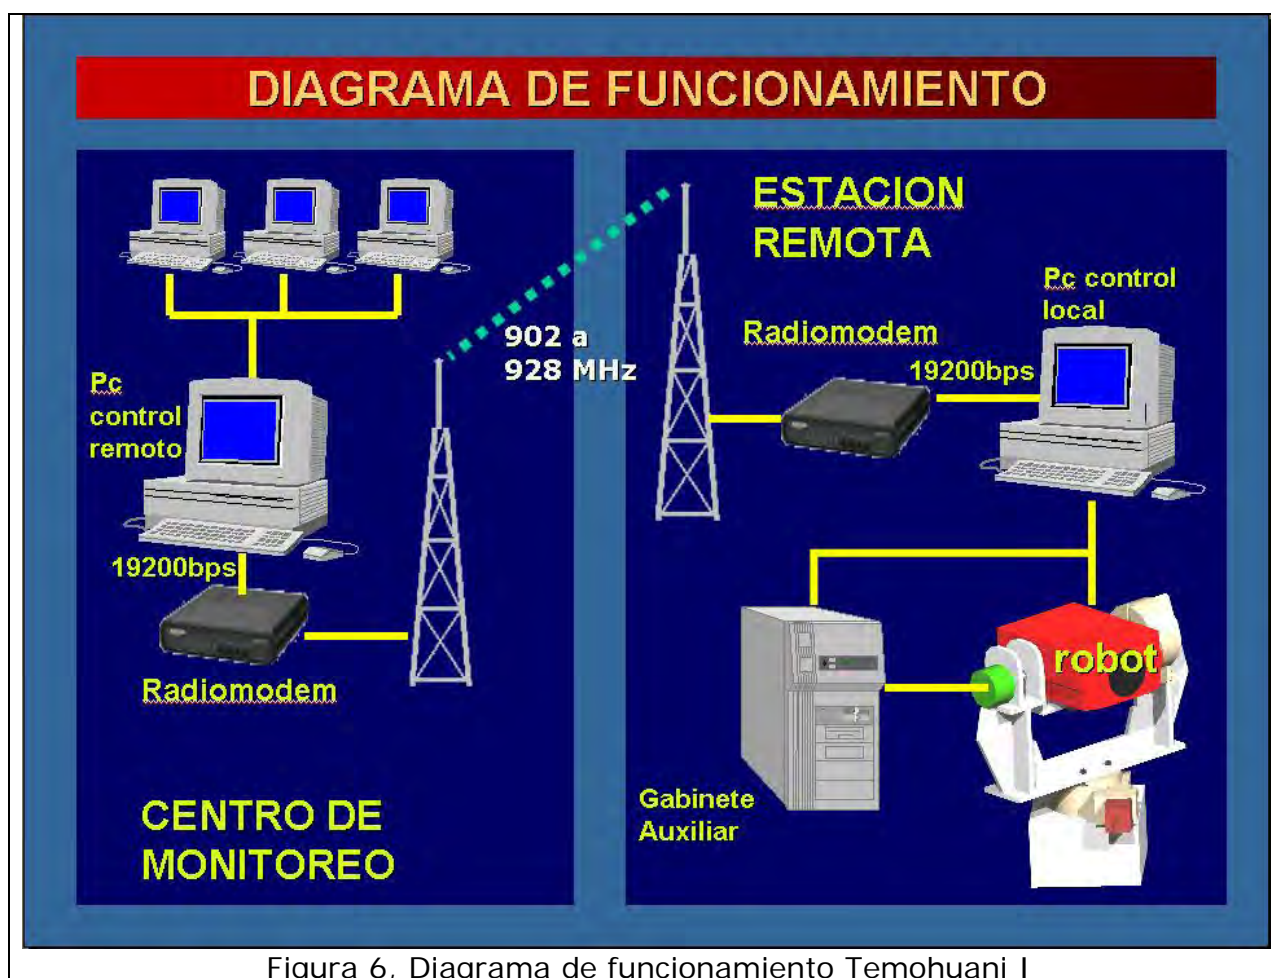 DIAGRAMA DE FUNCIONAMIENTO
Pc
control
remoto
19200bps
Radiomodem
CENTRO DE
MONITOREO
902 a
928 MHz
ESTACION
REMOTA
Pc control
local
Radiomodem
19200bps
robot
Gabinete
Auxiliar
Figura 6. Diagrama de funcionamiento Temohuani I